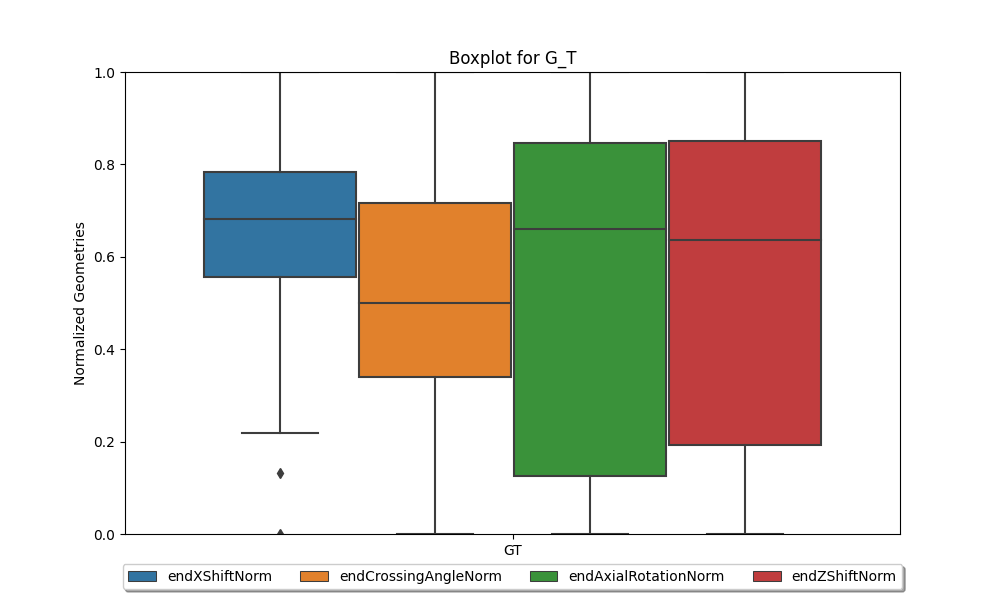 Boxplot for G_T
Normalized Geometries
1.0
0.8
0.6
0.4
0.2
0.0
GT
endXShiftNorm endCrossingAngleNorm endAxialRotationNorm endZShiftNorm